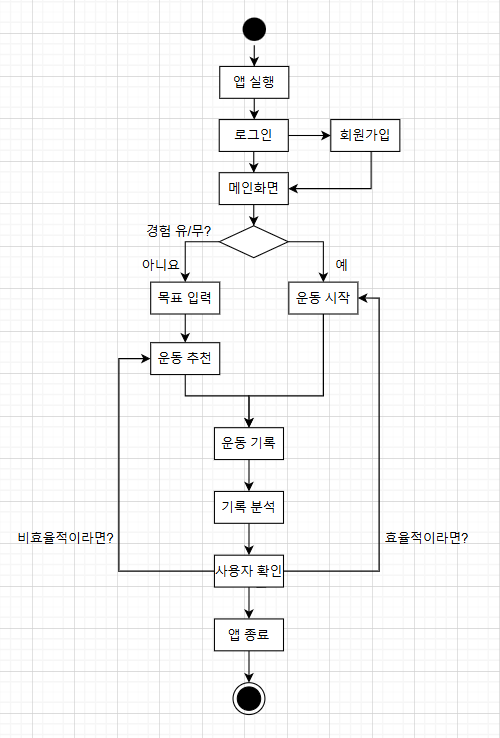 앱 실행
로그인
회원가입
메인화면
경험 유/무?
아니요
예
목표 입력
운동 시작
운동 추천
운동 기록
기록 분석
비효율적이라면?
효율적이라면?
사용자 확인
앱 종료